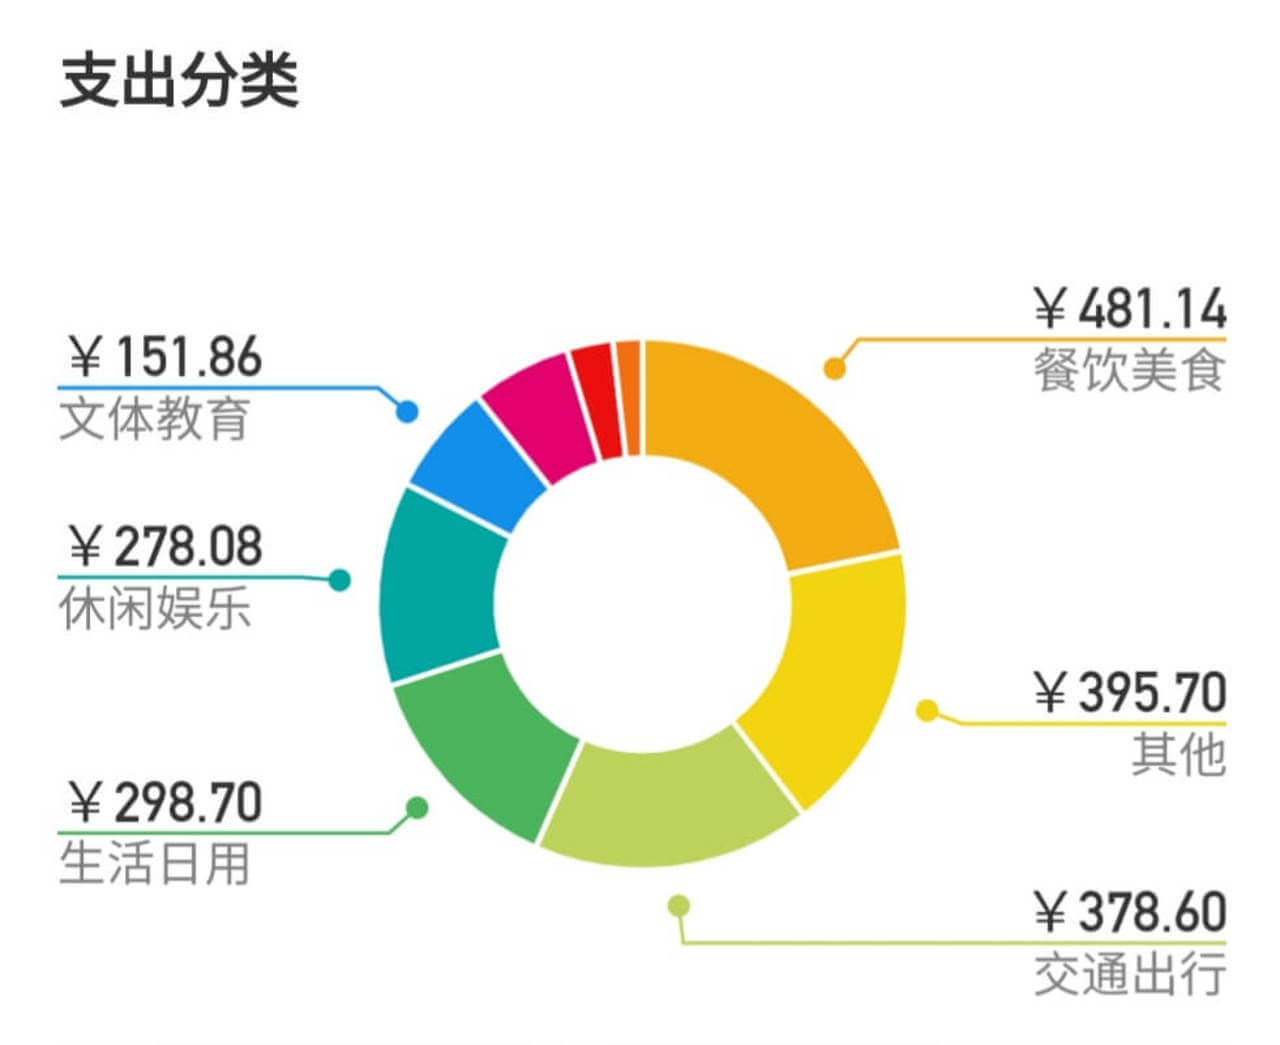 支出分类
¥481.14
餐饮美食
¥151.86
文体教育
¥278.08
休闲娱乐
¥395.70
其他
¥298.70
生活日用
¥378.60
交通出行